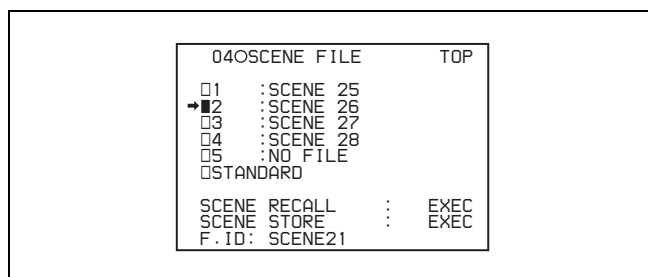 04○SCENE FILE TOP
□1 :SCENE 25
➔■2 :SCENE 26
□3 :SCENE 27
□4 :SCENE 28
□5 :NO FILE
□STANDARD
SCENE RECALL : EXEC
SCENE STORE : EXEC
F.ID: SCENE21